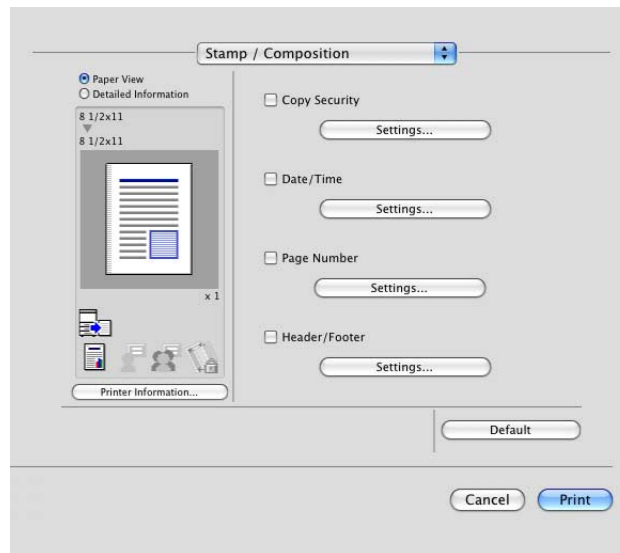 Stamp / Composition
Paper View
Detailed Information
8 1/2x11
8 1/2x11
x 1
Printer Information...
Copy Security
Settings...
Date/Time
Settings...
Page Number
Settings...
Header/Footer
Settings...
Default
Cancel
Print